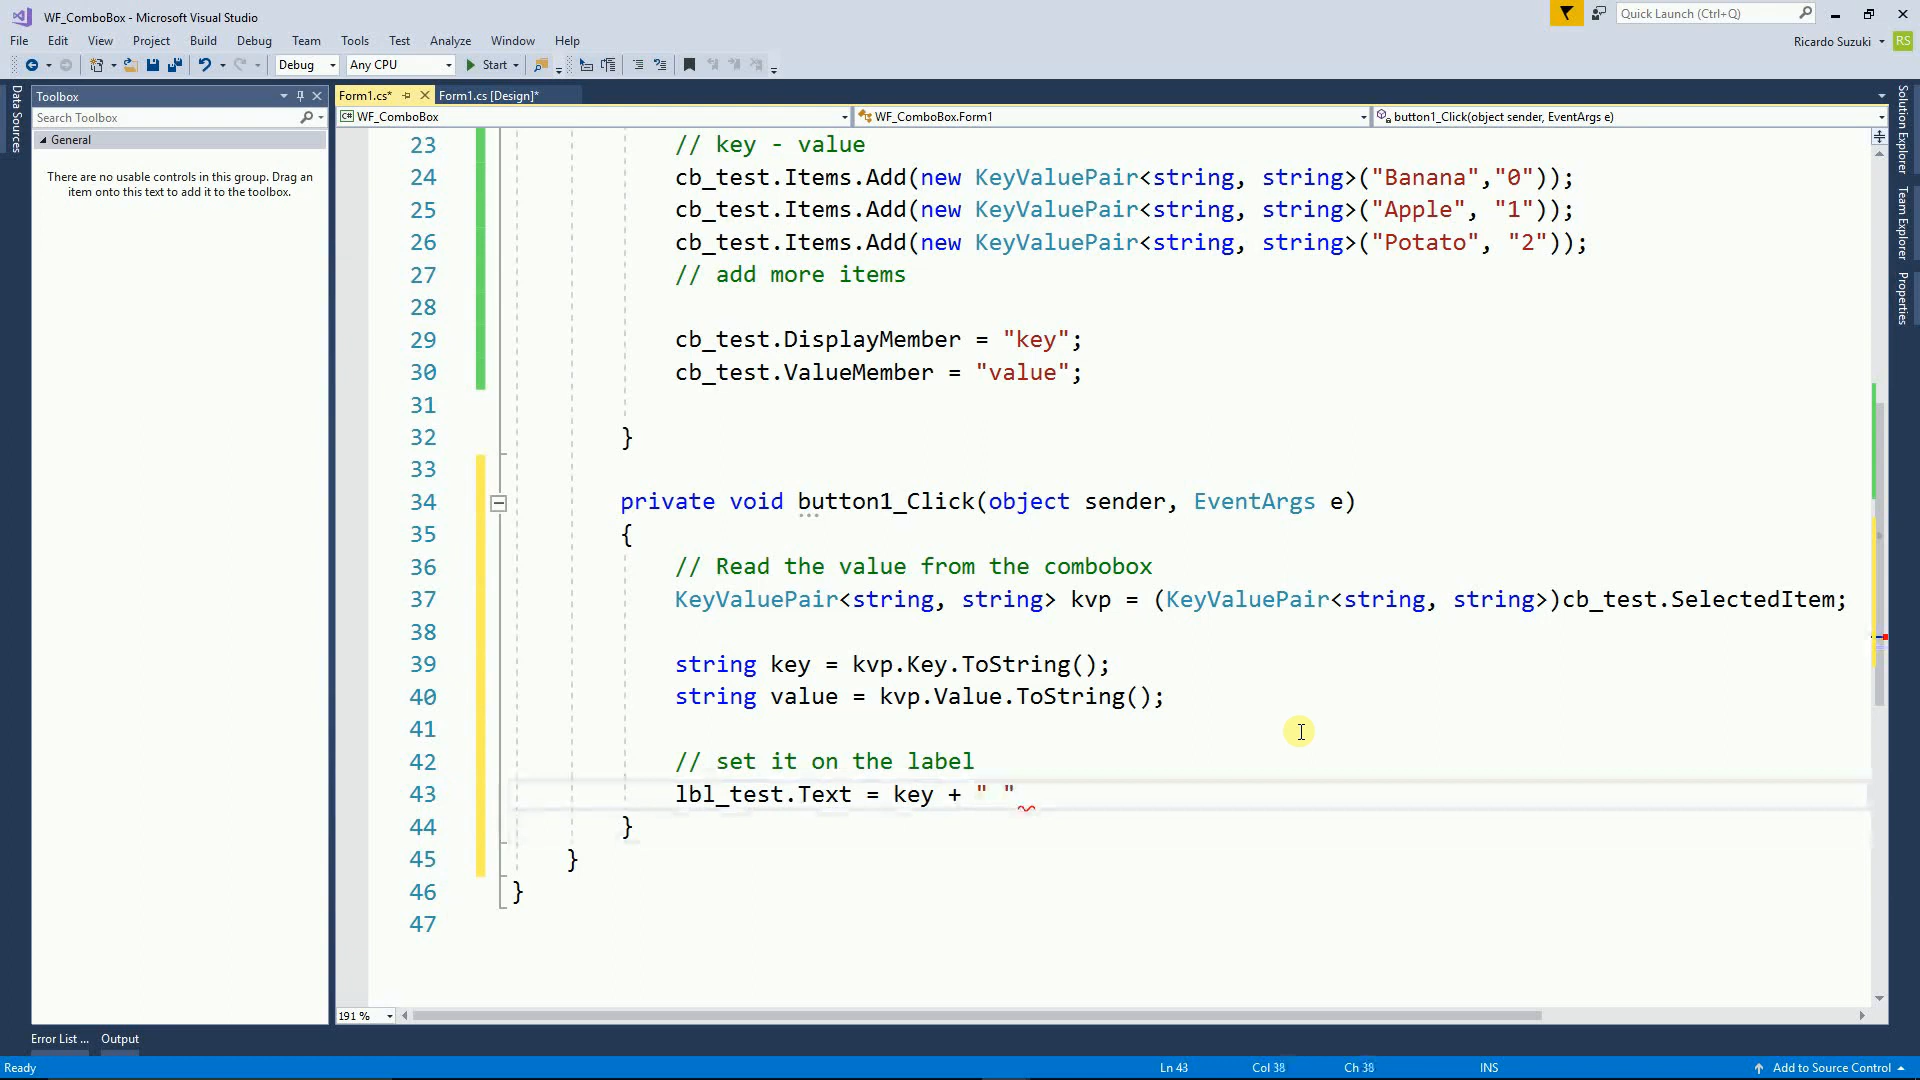 WF_ComboBox - Microsoft Visual Studio
Quick Launch (Ctrl+Q)
File Edit View Project Build Debug Team Tools Test Analyze Window Help
Ricardo Suzuki RS
Debug Any CPU Start
Data Sources
Toolbox
Search Toolbox
General
There are no usable controls in this group. Drag an
item onto this text to add it to the toolbox.
Form1.cs* Form1.cs [Design]*
WF_ComboBox WF_ComboBox.Form1 button1_Click(object sender, EventArgs e)
23 // key - value
24 cb_test.Items.Add(new KeyValuePair<string, string>("Banana","0"));
25 cb_test.Items.Add(new KeyValuePair<string, string>("Apple", "1"));
26 cb_test.Items.Add(new KeyValuePair<string, string>("Potato", "2"));
27 // add more items
28
29 cb_test.DisplayMember = "key";
30 cb_test.ValueMember = "value";
31
32 }
33
34 private void button1_Click(object sender, EventArgs e)
35 {
36 // Read the value from the combobox
37 KeyValuePair<string, string> kvp = (KeyValuePair<string, string>)cb_test.SelectedItem;
38
39 string key = kvp.Key.ToString();
40 string value = kvp.Value.ToString();
41
42 // set it on the label
43 lbl_test.Text = key + " "
44 }
45 }
46 }
47
191 %
Solution Explorer
Team Explorer
Properties
Error List ... Output
Ready Ln 43 Col 38 Ch 38 INS Add to Source Control